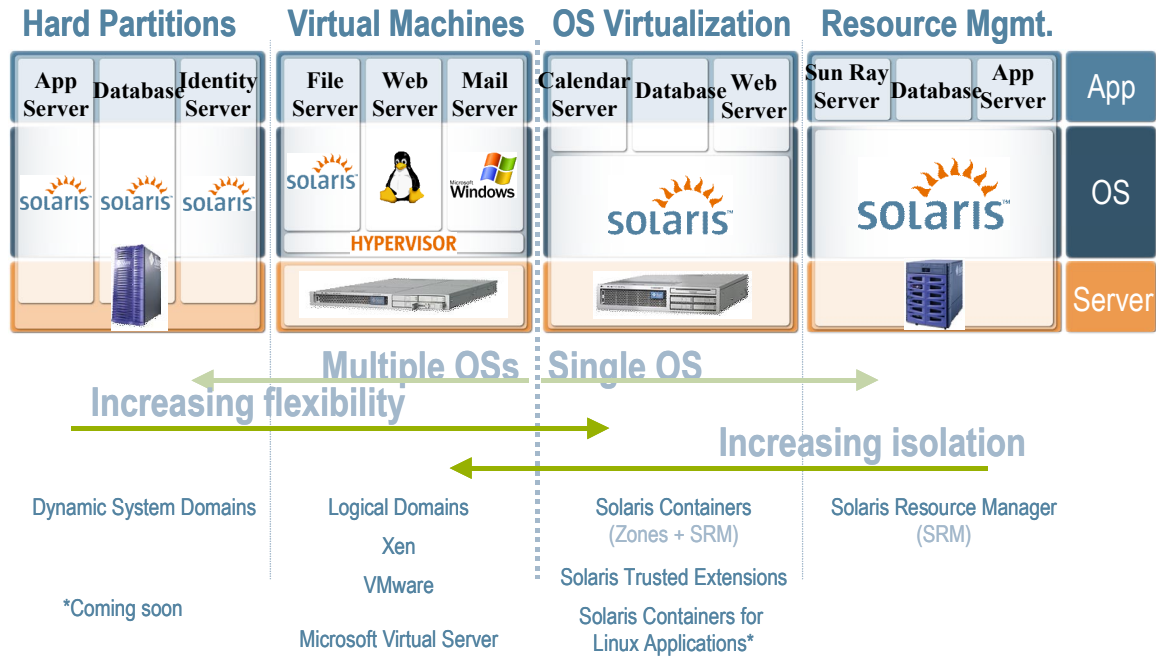 Hard Partitions
Virtual Machines
OS Virtualization
Resource Mgmt.
App
Server
Database
Identity
Server
File
Server
Web
Server
Mail
Server
Calendar
Server
Database
Web
Server
Sun Ray
Server
Database
App
Server
App
solaris
solaris
solaris
solaris
Microsoft
Windows
HYPERVISOR
solaris™
solaris™
OS
Server
Multiple OSs
Single OS
Increasing flexibility
Increasing isolation
Dynamic System Domains
*Coming soon
Logical Domains
Xen
VMware
Microsoft Virtual Server
Solaris Containers
(Zones + SRM)
Solaris Trusted Extensions
Solaris Containers for
Linux Applications*
Solaris Resource Manager
(SRM)